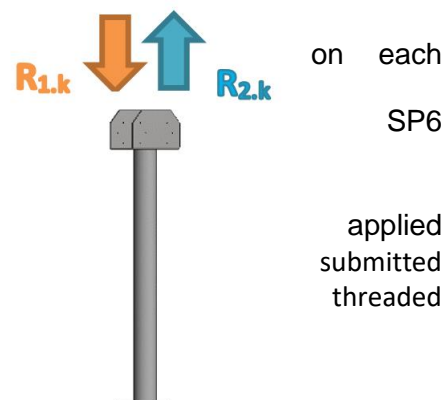 on each
R1.k
R2.k
SP6
applied
submitted
threaded